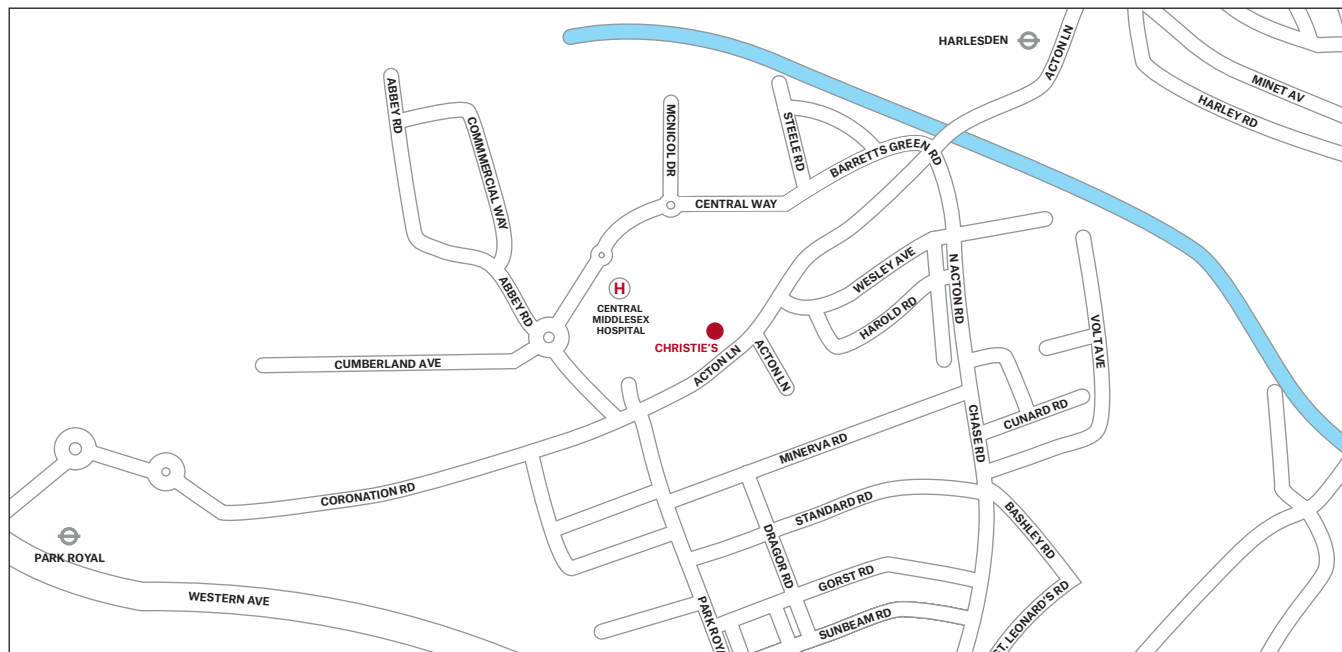 HARLESDEN
ACTON LN
MINET AV
HARLEY RD
ABBEY RD
COMMMERCIAL WAY
MCNICOL DR
STEELE RD
BARRETTS GREEN RD
CENTRAL WAY
ABBEY RD
H
CENTRAL
MIDDLESEX
HOSPITAL
CHRISTIE'S
WESLEY AVE
HAROLD RD
N ACTON RD
VOLT AVE
CUMBERLAND AVE
ACTON LN
ACTON LN
CUNARD RD
CHASE RD
MINERVA RD
CORONATION RD
STANDARD RD
DRAGOR RD
BASHLEY RD
PARK ROYAL
WESTERN AVE
GORST RD
PARK ROYA
SUNBEAM RD
ST. LEONARD'S RD